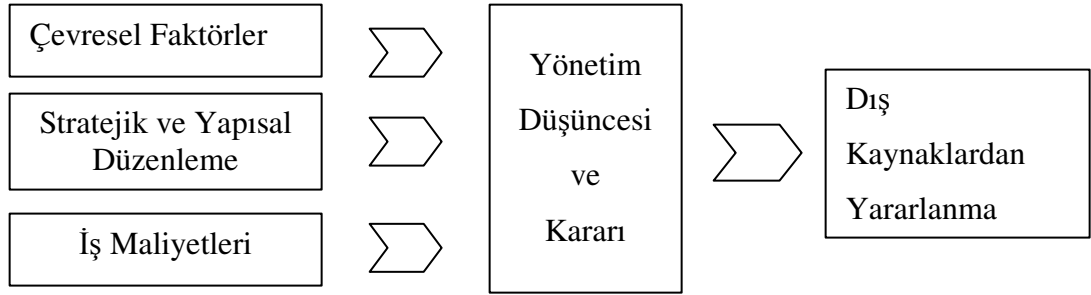 Çevresel Faktörler
Stratejik ve Yapısal
Düzenleme
İş Maliyetleri
Yönetim
Düşüncesi
ve
Kararı
Dış
Kaynaklardan
Yararlanma